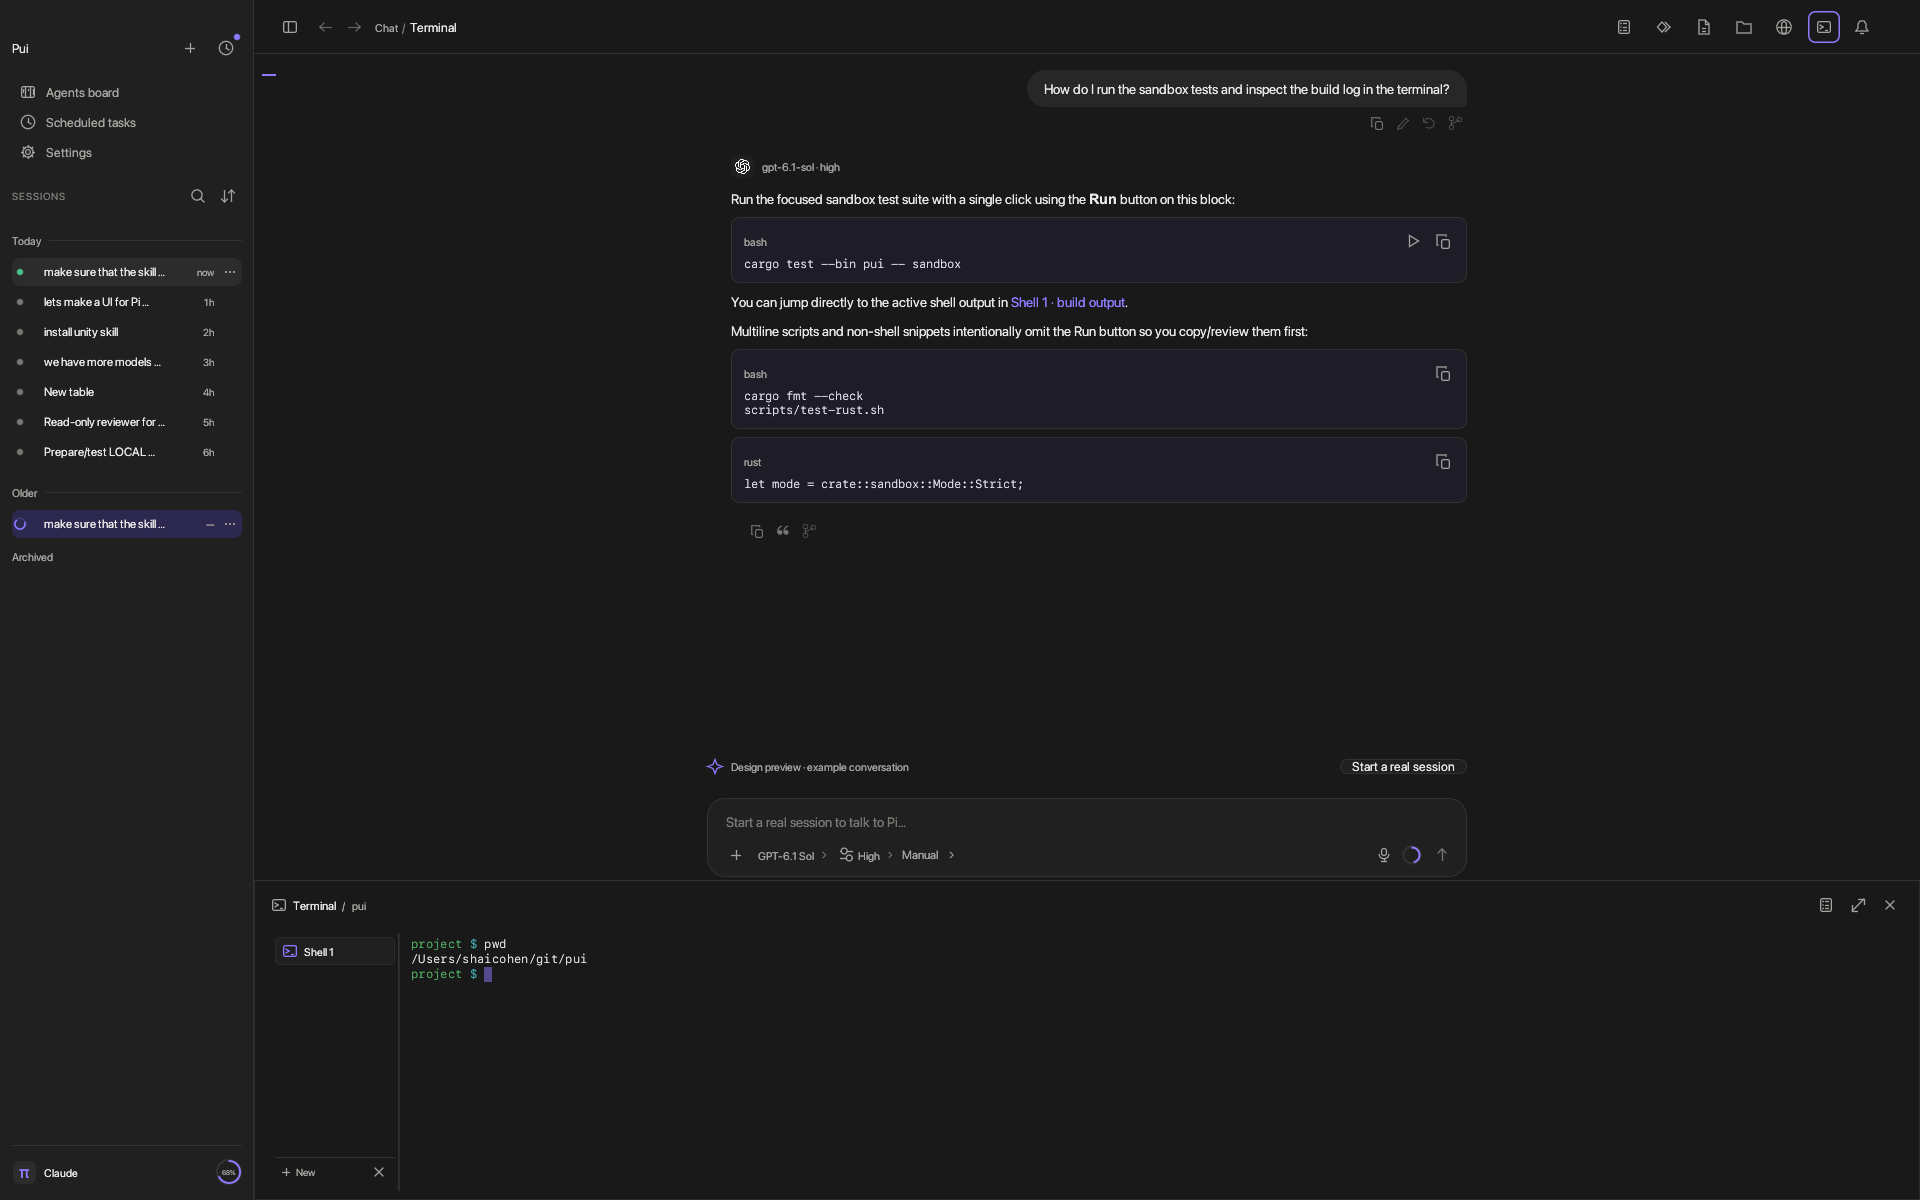 Pui
Agents board
Scheduled tasks
Settings
SESSIONS
Today
make sure that the skill ... now
lets make a UI for Pi ... 1h
install unity skill 2h
we have more models ... 3h
New table 4h
Read-only reviewer for ... 5h
Prepare/test LOCAL ... 6h
Older
make sure that the skill ...
Archived
Claude
68%
Chat / Terminal
How do I run the sandbox tests and inspect the build log in the terminal?
gpt-6.1-sol · high
Run the focused sandbox test suite with a single click using the Run button on this block:
bash
cargo test --bin pui -- sandbox
You can jump directly to the active shell output in Shell 1 · build output.
Multiline scripts and non-shell snippets intentionally omit the Run button so you copy/review them first:
bash
cargo fmt --check
scripts/test-rust.sh
rust
let mode = crate::sandbox::Mode::Strict;
Design preview · example conversation
Start a real session
Start a real session to talk to Pi...
GPT-6.1 Sol
High
Manual
Terminal / pui
Shell 1
project $ pwd
/Users/shaicohen/git/pui
project $
New